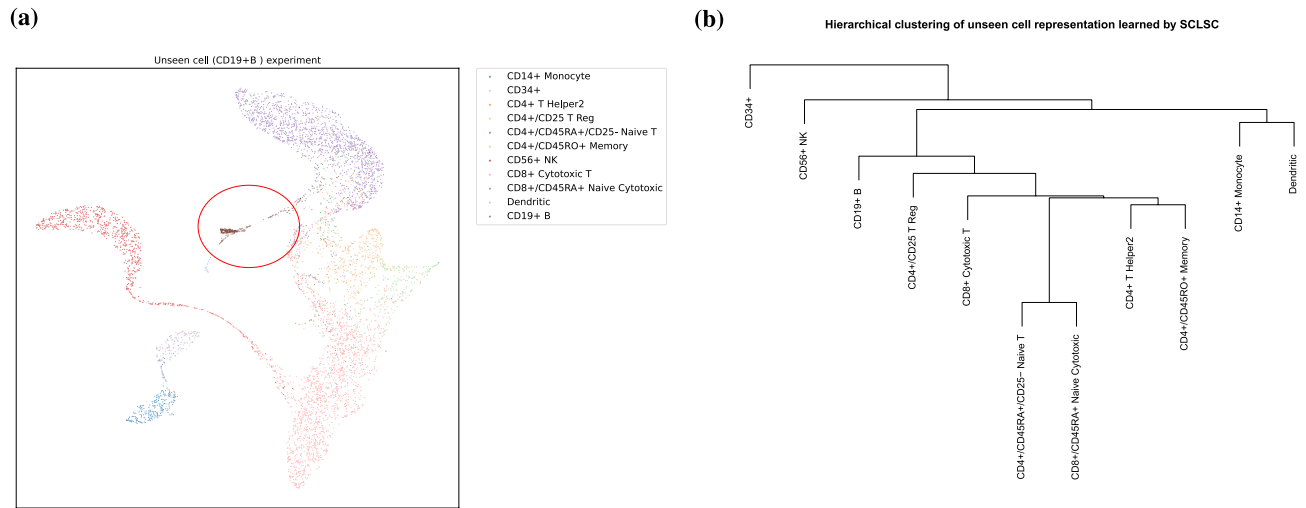 (a)
Unseen cell (CD19+B ) experiment
CD14+ Monocyte
CD34+
CD4+ T Helper2
CD4+/CD25 T Reg
CD4+/CD45RA+/CD25- Naive T
CD4+/CD45RO+ Memory
CD56+ NK
CD8+ Cytotoxic T
CD8+/CD45RA+ Naive Cytotoxic
Dendritic
CD19+ B
(b)
Hierarchical clustering of unseen cell representation learned by SCLSC
CD34+
CD56+ NK
CD19+ B
CD4+/CD25 T Reg
CD8+ Cytotoxic T
CD4+/CD45RA+/CD25− Naive T
CD8+/CD45RA+ Naive Cytotoxic
CD4+ T Helper2
CD4+/CD45RO+ Memory
CD14+ Monocyte
Dendritic